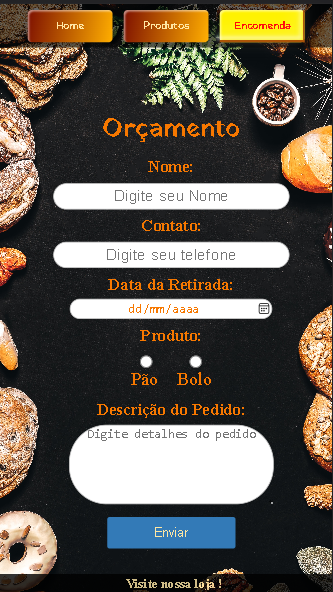 Home Produtos Encomenda
Orçamento
Nome:
Digite seu Nome
Contato:
Digite seu telefone
Data da Retirada:
dd/mm/aaaa
Produto:
Pão Bolo
Descrição do Pedido:
Digite detalhes do pedido
Enviar
Visite nossa loja !